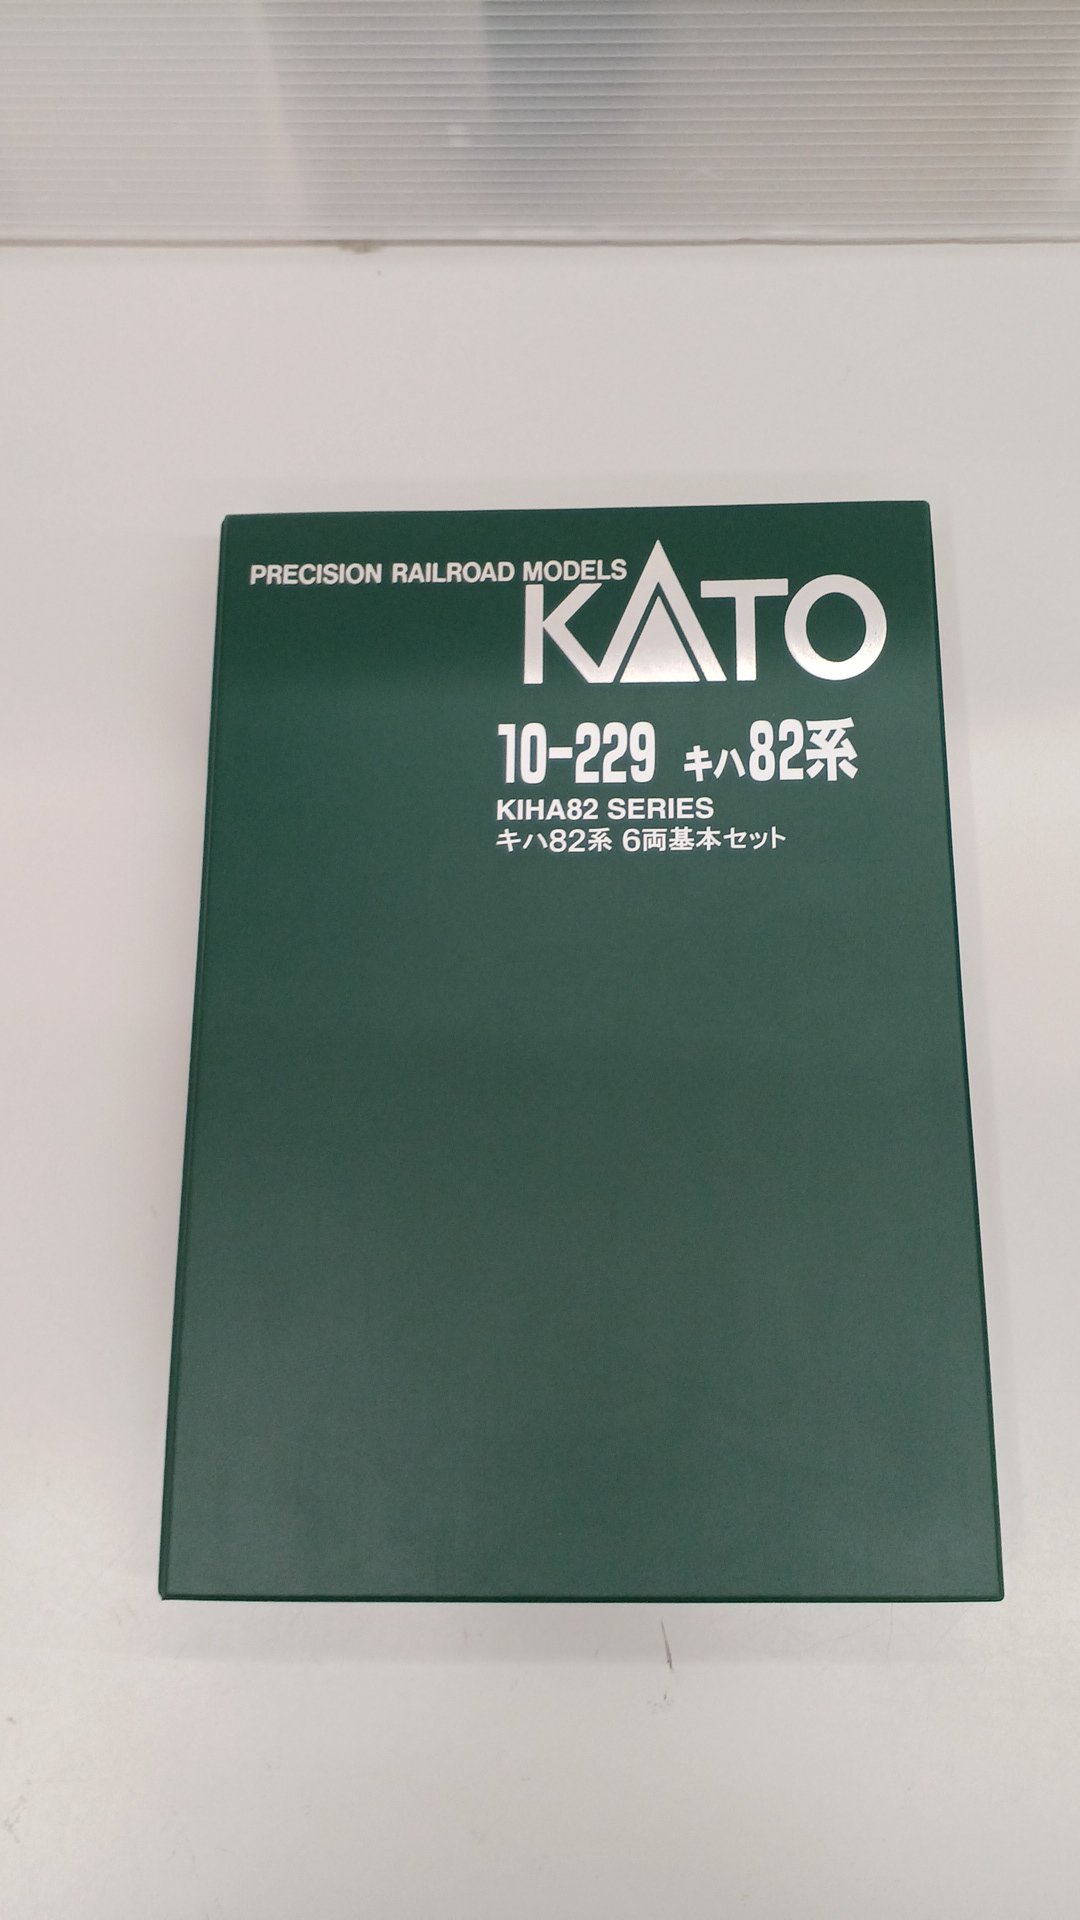 PRECISION RAILROAD MODELS
KATO
10-229 キハ82系
KIHA82 SERIES
キハ82系 6両基本セット